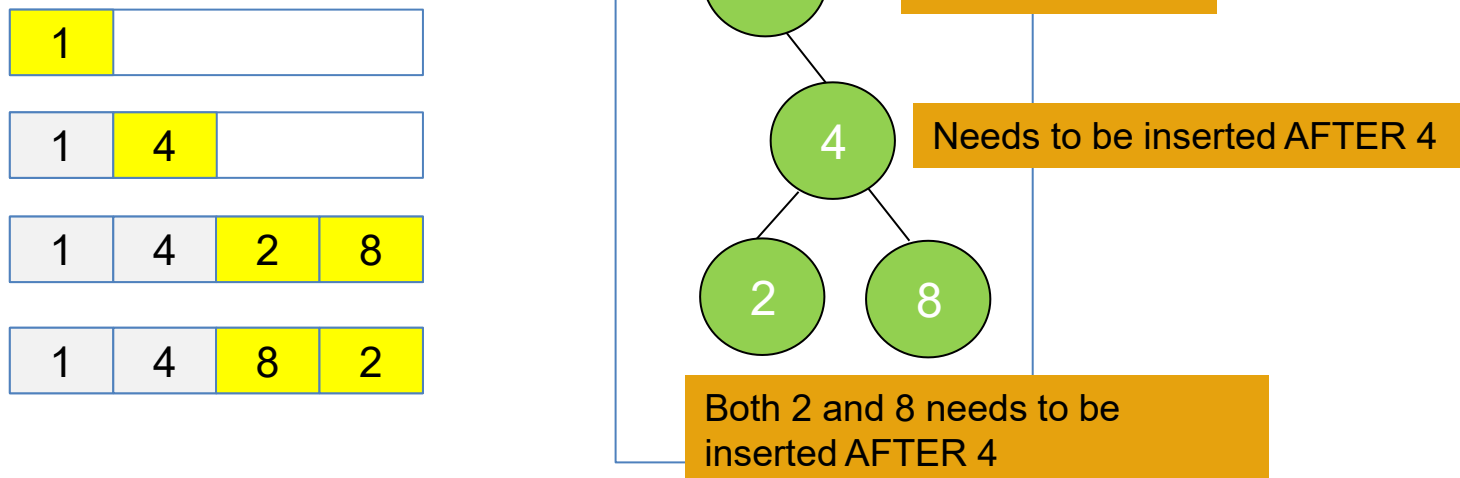 1
1 4
1 4 2 8
1 4 8 2
4
Needs to be inserted AFTER 4
2 8
Both 2 and 8 needs to be
inserted AFTER 4